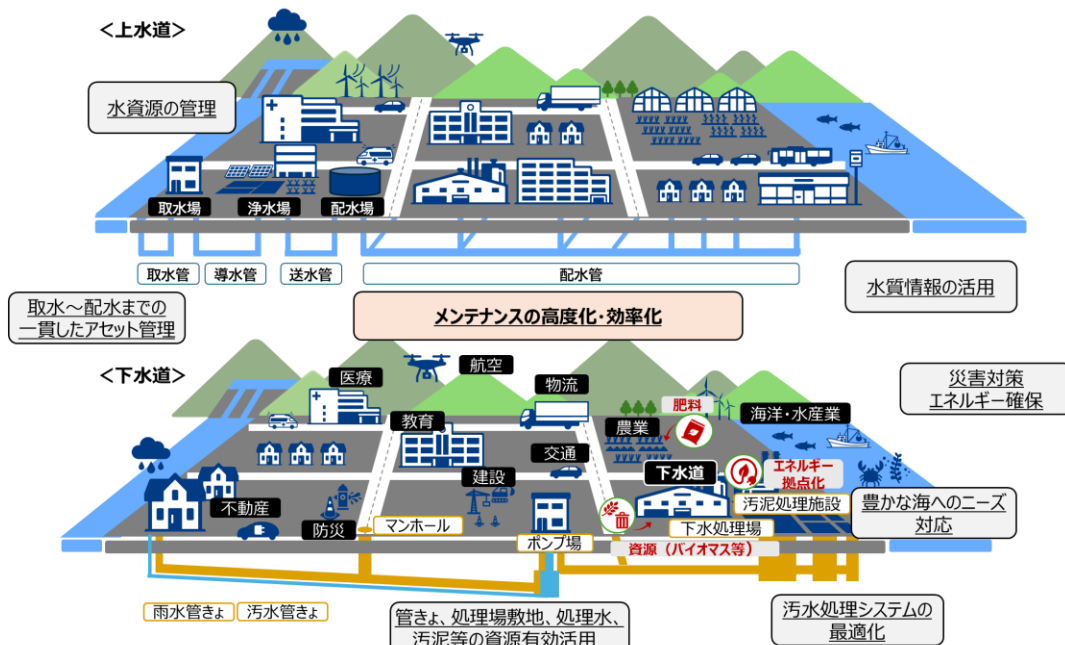 <上水道>
水資源の管理
取水場
浄水場
配水場
取水管
導水管
送水管
配水管
水質情報の活用
取水~配水までの
一貫したアセット管理
メンテナンスの高度化・効率化
<下水道>
航空
医療
物流
災害対策
エネルギー確保
肥料
教育
農業
海洋・水産業
交通
下水道
エネルギー
拠点化
建設
不動産
汚泥処理施設
豊かな海へのニーズ
対応
防災
マンホール
下水処理場
ポンプ場
資源(バイオマス等)
雨水管きょ
汚水管きょ
管きょ、処理場敷地、処理水、
汚泥等の資源有効活用
汚水処理システムの
最適化